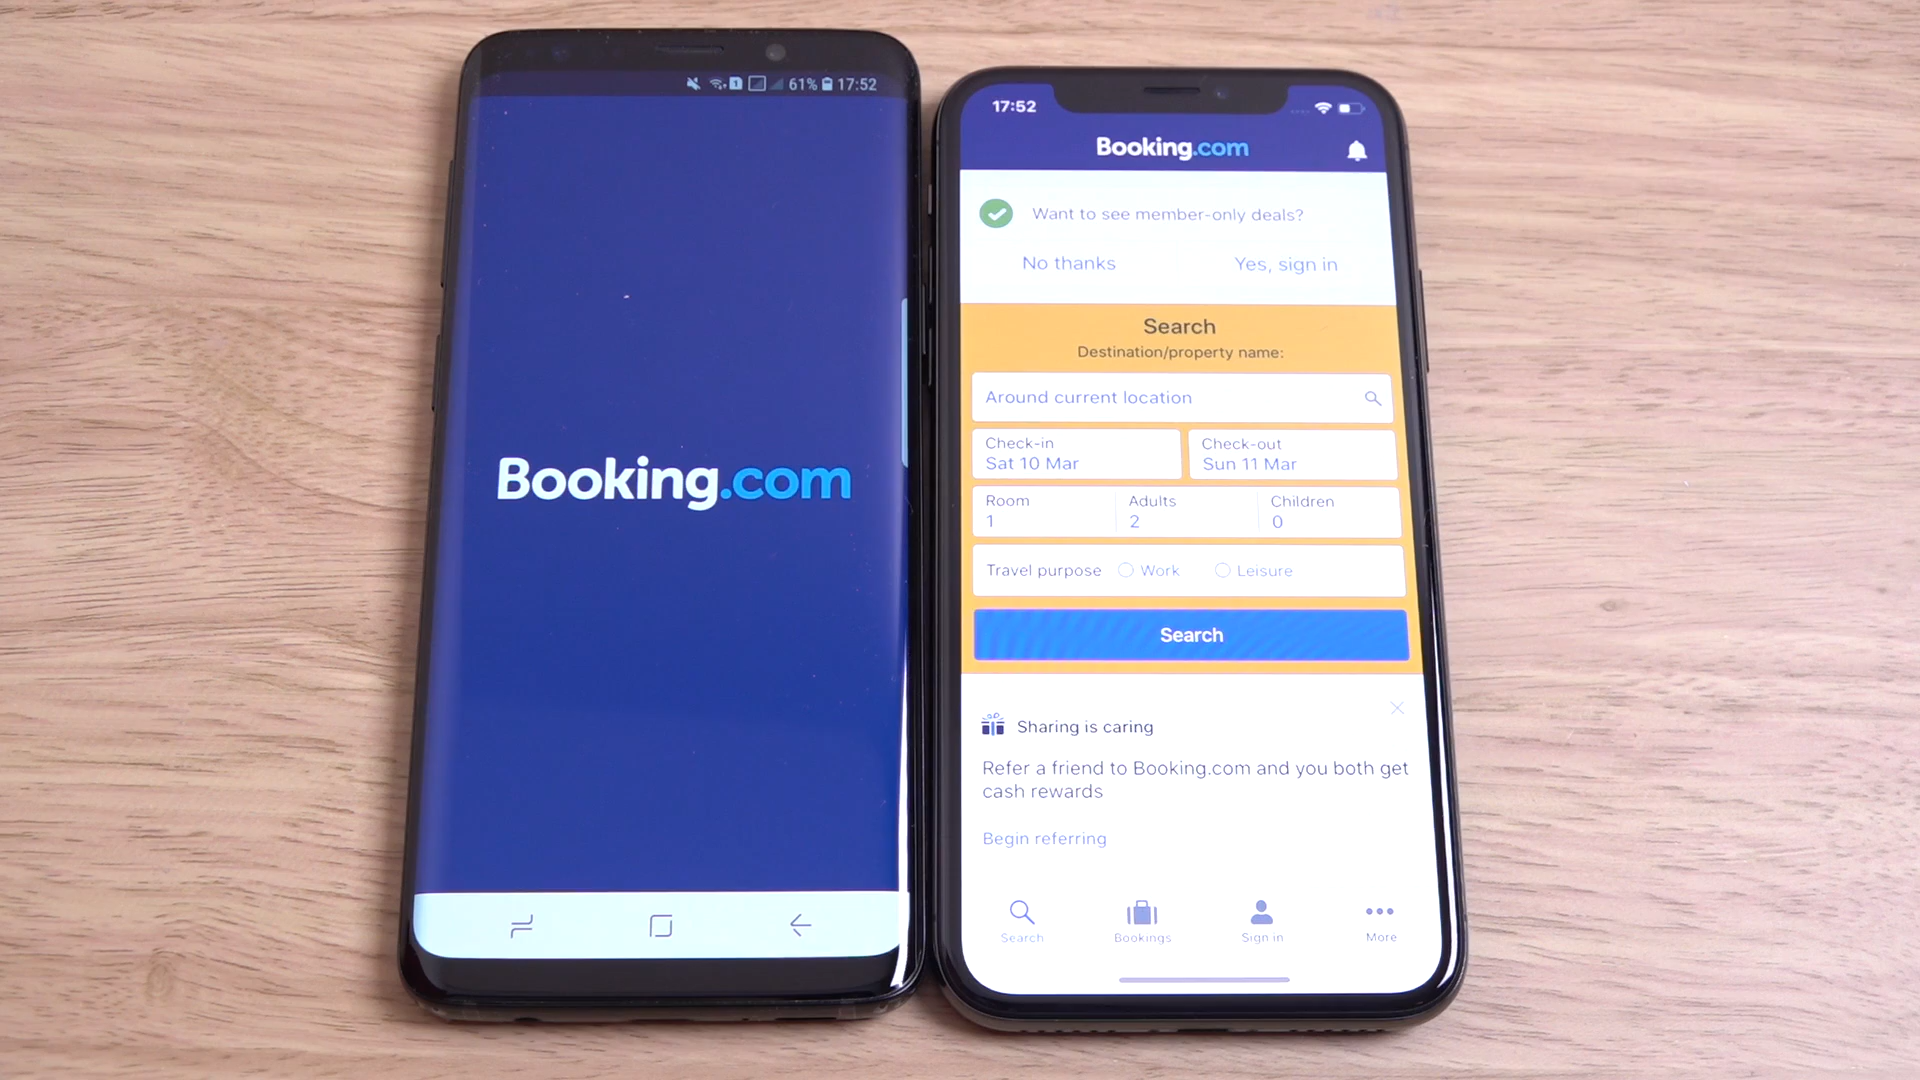 61% 17:52
Booking.com
17:52
Booking.com
Want to see member-only deals?
No thanks
Yes, sign in
Search
Destination/property name:
Around current location
Check-in
Sat 10 Mar
Check-out
Sun 11 Mar
Room
1
Adults
2
Children
0
Travel purpose
Work
Leisure
Search
Sharing is caring
Refer a friend to Booking.com and you both get
cash rewards
Begin referring
Search
Bookings
Sign in
More